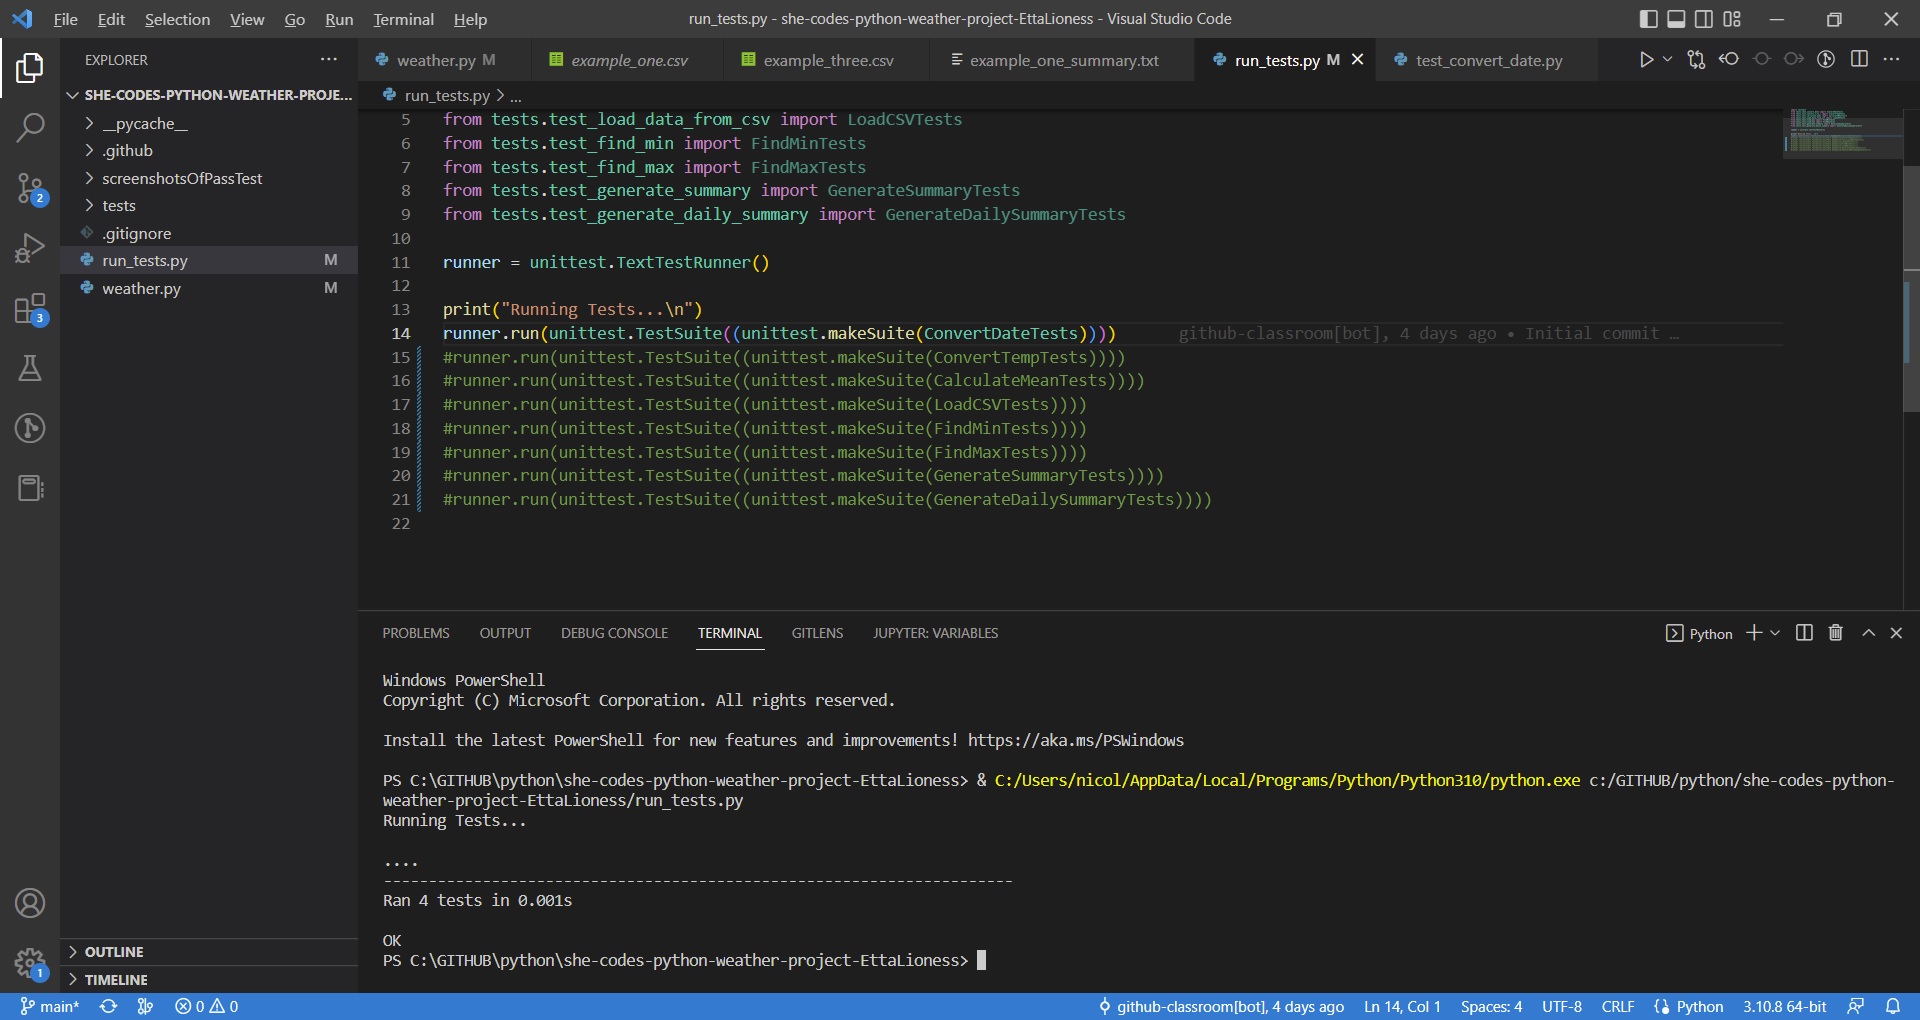 File Edit Selection View Go Run Terminal Help
run_tests.py - she-codes-python-weather-project-EttaLioness - Visual Studio Code
EXPLORER
SHE-CODES-PYTHON-WEATHER-PROJE...
__pycache__
.github
screenshotsOfPassTest
tests
.gitignore
run_tests.py M
weather.py M
OUTLINE
TIMELINE
2
3
1
weather.py M
example_one.csv
example_three.csv
example_one_summary.txt
run_tests.py M
test_convert_date.py
run_tests.py > ...
5 from tests.test_load_data_from_csv import LoadCSVTests
6 from tests.test_find_min import FindMinTests
7 from tests.test_find_max import FindMaxTests
8 from tests.test_generate_summary import GenerateSummaryTests
9 from tests.test_generate_daily_summary import GenerateDailySummaryTests
10
11 runner = unittest.TextTestRunner()
12
13 print("Running Tests...\n")
14 runner.run(unittest.TestSuite((unittest.makeSuite(ConvertDateTests)))) github-classroom[bot], 4 days ago • Initial commit …
15 #runner.run(unittest.TestSuite((unittest.makeSuite(ConvertTempTests))))
16 #runner.run(unittest.TestSuite((unittest.makeSuite(CalculateMeanTests))))
17 #runner.run(unittest.TestSuite((unittest.makeSuite(LoadCSVTests))))
18 #runner.run(unittest.TestSuite((unittest.makeSuite(FindMinTests))))
19 #runner.run(unittest.TestSuite((unittest.makeSuite(FindMaxTests))))
20 #runner.run(unittest.TestSuite((unittest.makeSuite(GenerateSummaryTests))))
21 #runner.run(unittest.TestSuite((unittest.makeSuite(GenerateDailySummaryTests))))
22
PROBLEMS OUTPUT DEBUG CONSOLE TERMINAL GITLENS JUPYTER: VARIABLES
Python
Windows PowerShell
Copyright (C) Microsoft Corporation. All rights reserved.
Install the latest PowerShell for new features and improvements! https://aka.ms/PSWindows
PS C:\GITHUB\python\she-codes-python-weather-project-EttaLioness> & C:/Users/nicol/AppData/Local/Programs/Python/Python310/python.exe c:/GITHUB/python/she-codes-python-
weather-project-EttaLioness/run_tests.py
Running Tests...
....
----------------------------------------------------------------------
Ran 4 tests in 0.001s
OK
PS C:\GITHUB\python\she-codes-python-weather-project-EttaLioness>
main* 0 0 github-classroom[bot], 4 days ago Ln 14, Col 1 Spaces: 4 UTF-8 CRLF Python 3.10.8 64-bit